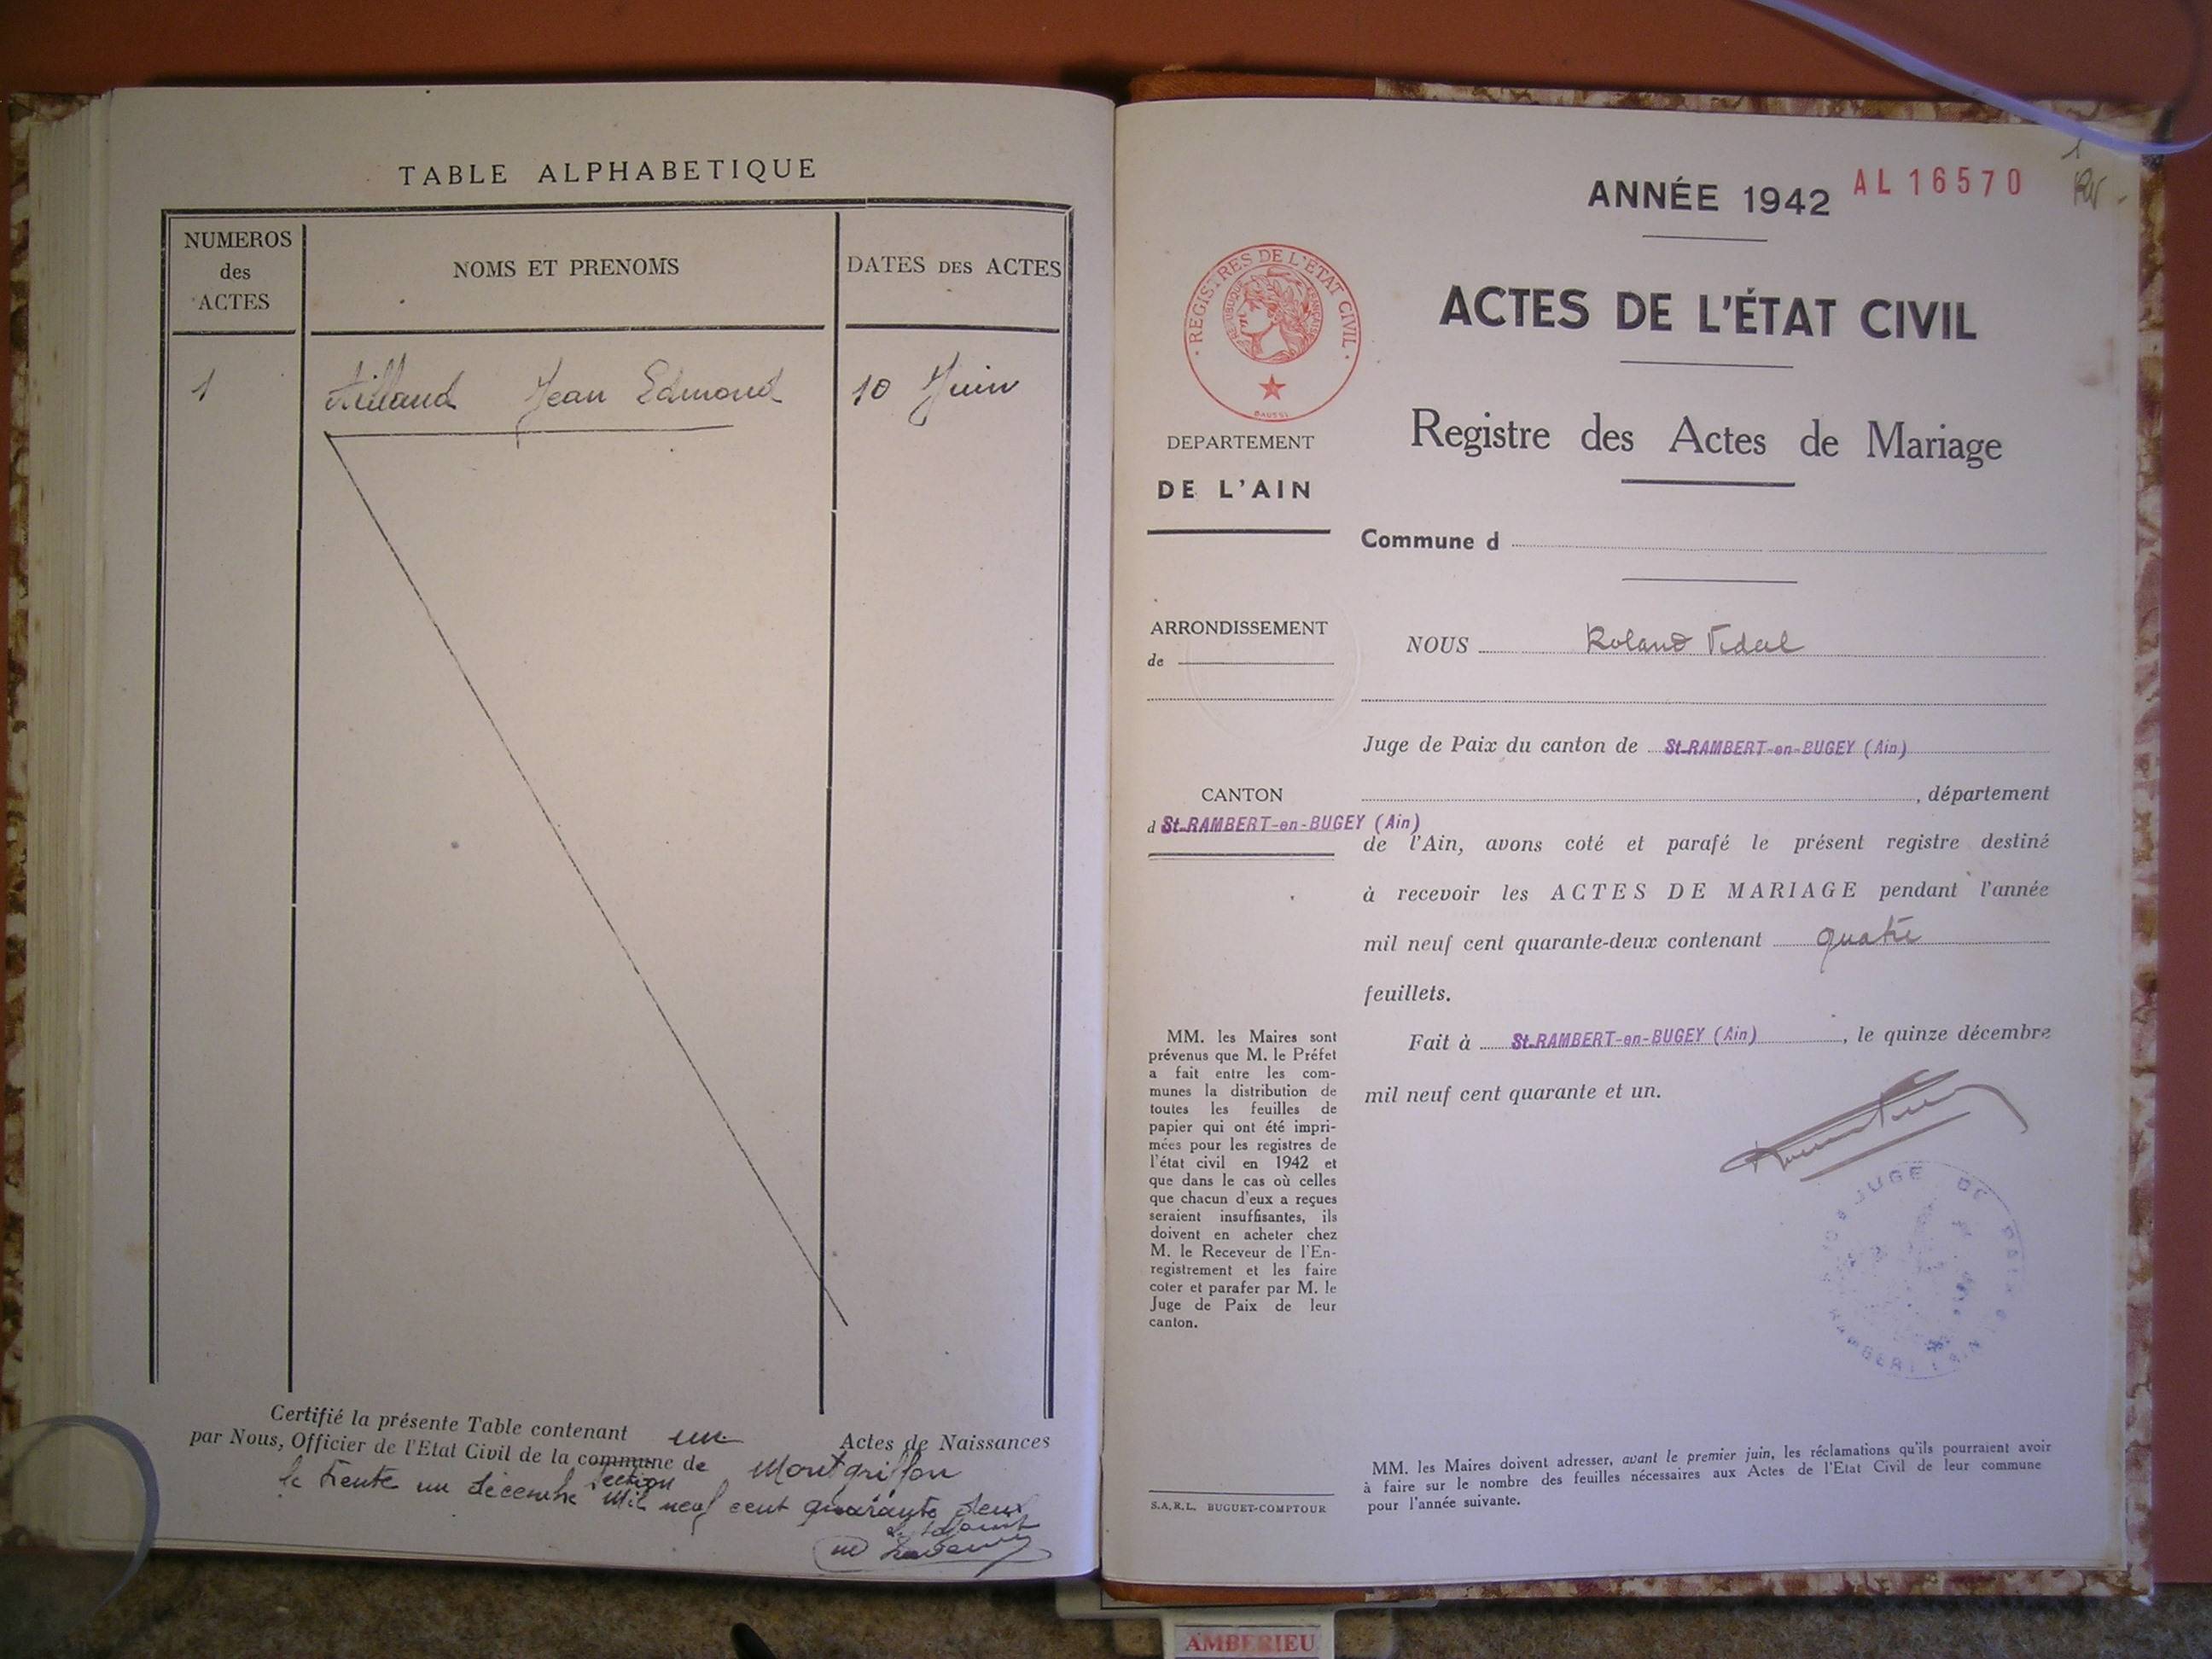 TABLE ALPHABETIQUE
NUMEROS
des
ACTES
NOMS ET PRENOMS
DATES DES ACTES
1
Aillaud Jean Edmond
10 Juin
Certifié la présente Table contenant un Actes de Naissances
par Nous, Officier de l'Etat Civil de la commune de Montgriffon
section
le trente un décembre mil neuf cent quarante deux
ANNÉE 1942
AL 16570
1
RV
ACTES DE L'ÉTAT CIVIL
REGISTRES DE L'ÉTAT CIVIL
RÉPUBLIQUE FRANÇAISE
Registre des Actes de Mariage
DEPARTEMENT
DE L'AIN
Commune d
ARRONDISSEMENT
de
NOUS Roland Vidal
Juge de Paix du canton de St-RAMBERT-en-BUGEY (Ain)
CANTON
d St-RAMBERT-en-BUGEY (Ain)
, département
de l'Ain, avons coté et parafé le présent registre destiné
à recevoir les ACTES DE MARIAGE pendant l'année
mil neuf cent quarante-deux contenant quatre
feuillets.
Fait à St-RAMBERT-en-BUGEY (Ain) , le quinze décembre
mil neuf cent quarante et un.
MM. les Maires sont
prévenus que M. le Préfet
a fait entre les com-
munes la distribution de
toutes les feuilles de
papier qui ont été impri-
mées pour les registres de
l'état civil en 1942 et
que dans le cas où celles
que chacun d'eux a reçues
seraient insuffisantes, ils
doivent en acheter chez
M. le Receveur de l'En-
registrement et les faire
coter et parafer par M. le
Juge de Paix de leur
canton.
JUGE DE
MM. les Maires doivent adresser, avant le premier juin, les réclamations qu'ils pourraient avoir
à faire sur le nombre des feuilles nécessaires aux Actes de l'Etat Civil de leur commune
pour l'année suivante.
S.A.R.L. BUGUET-COMPTOUR
AMBERIEU